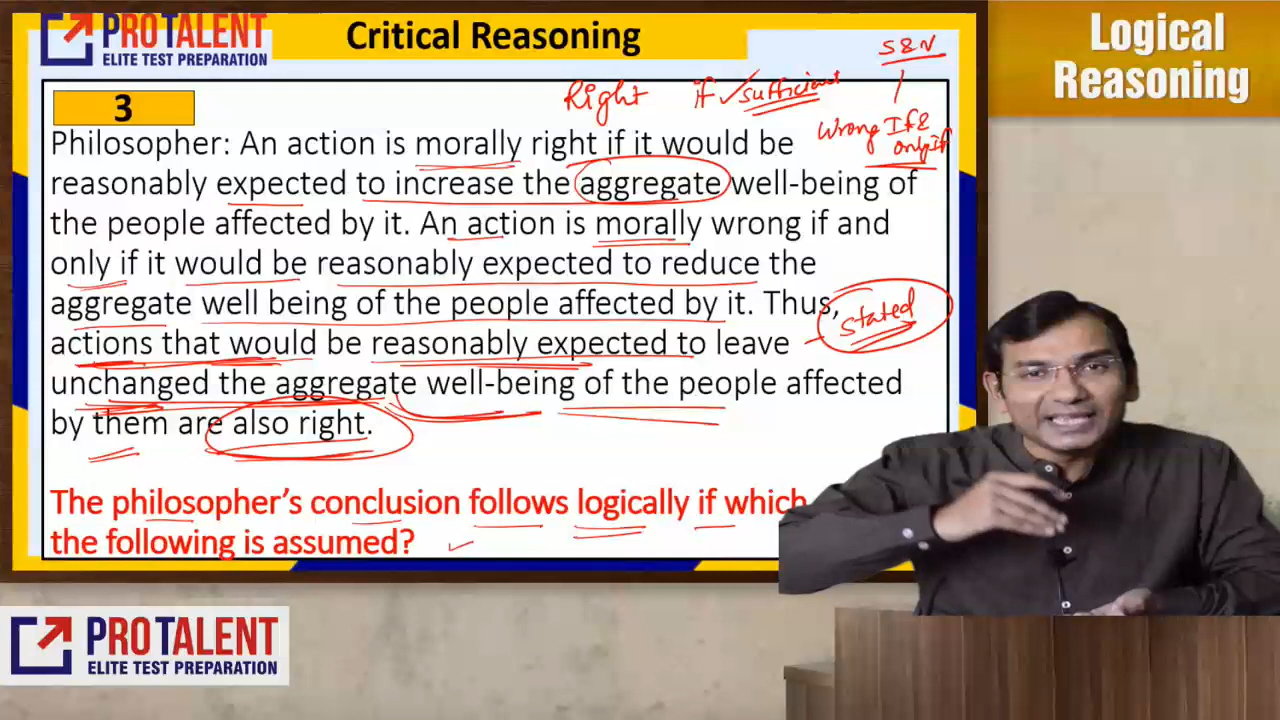 PROTALENT
ELITE TEST PREPARATION
Critical Reasoning
Logical
Reasoning
S&N
3
Right if sufficient
Wrong If &
only if
Philosopher: An action is morally right if it would be
reasonably expected to increase the aggregate well-being of
the people affected by it. An action is morally wrong if and
only if it would be reasonably expected to reduce the
aggregate well being of the people affected by it. Thus,
stated
actions that would be reasonably expected to leave
unchanged the aggregate well-being of the people affected
by them are also right.
The philosopher's conclusion follows logically if which
the following is assumed?
PROTALENT
ELITE TEST PREPARATION